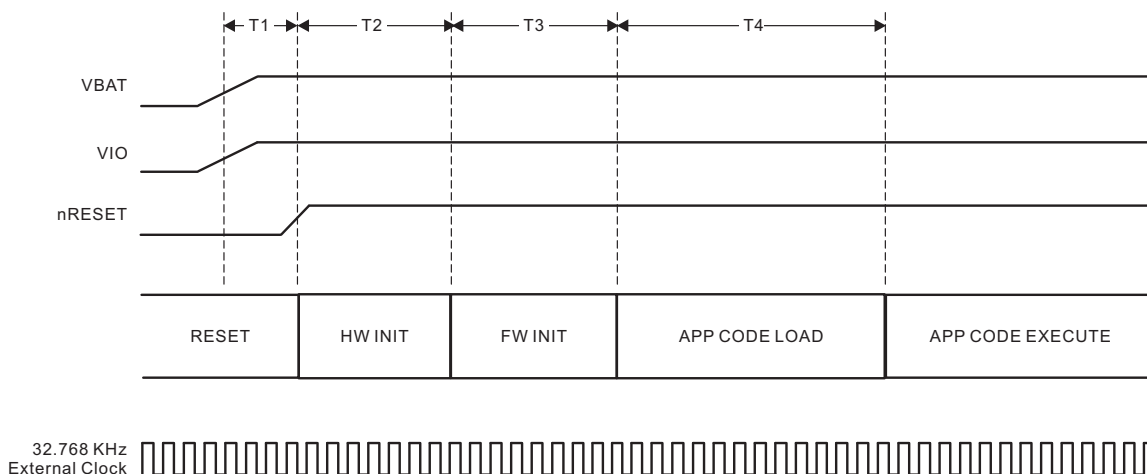 T1 T2 T3 T4
VBAT
VIO
nRESET
RESET HW INIT FW INIT APP CODE LOAD APP CODE EXECUTE
32.768 KHz
External Clock